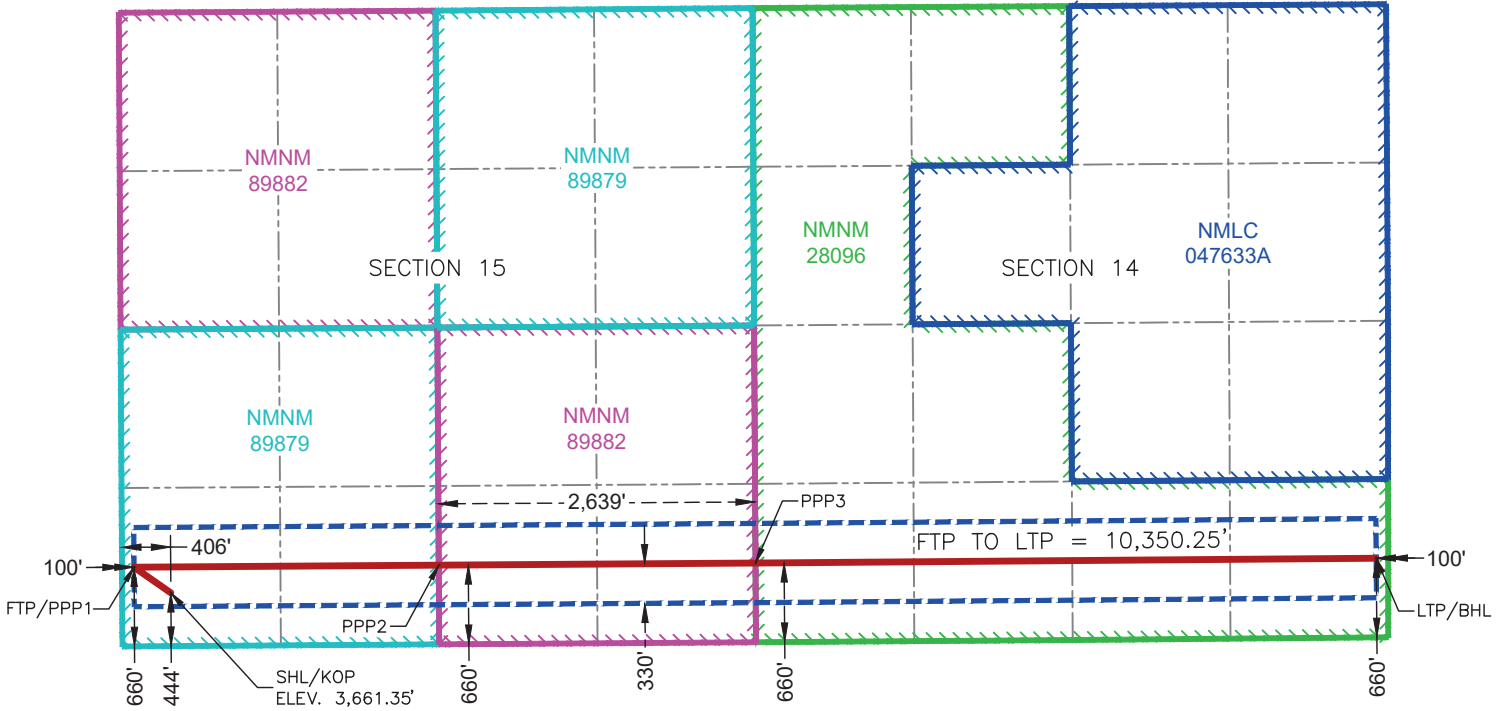 NMNM
89882
NMNM
89879
NMNM
28096
NMLC
047633A
SECTION 15
SECTION 14
NMNM
89879
NMNM
89882
2,639'
PPP3
406'
FTP TO LTP = 10,350.25'
100'
100'
FTP/PPP1
PPP2
LTP/BHL
660'
444'
SHL/KOP
ELEV. 3,661.35'
660'
330'
660'
660'